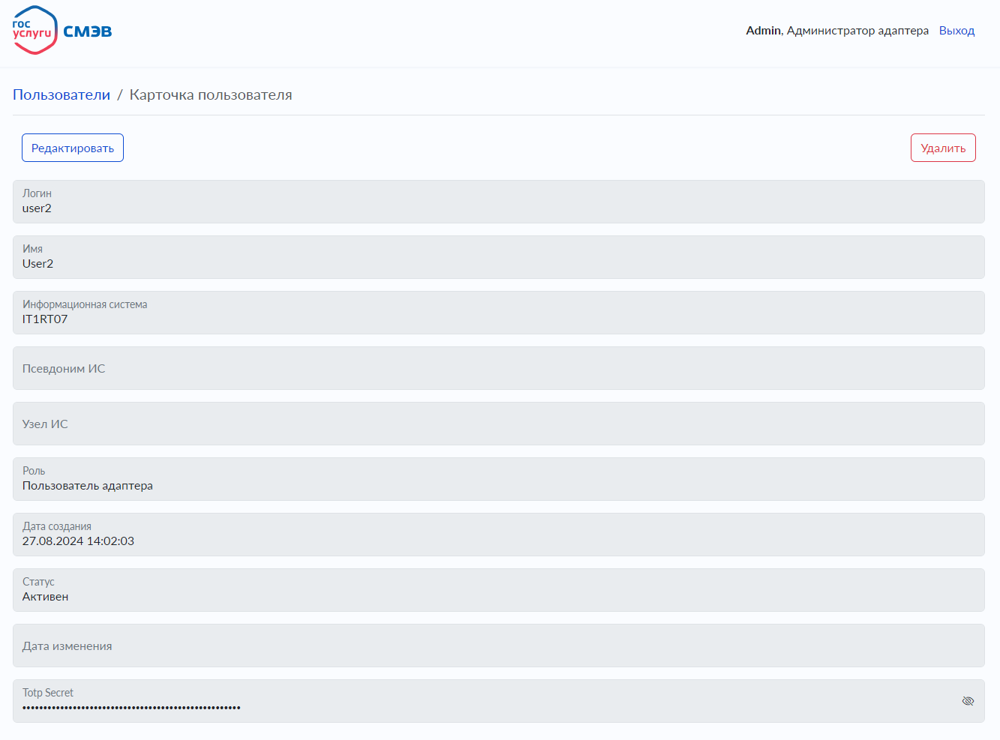 гос
услуги
СМЭВ
Admin, Администратор адаптера Выход
Пользователи / Карточка пользователя
Редактировать
Удалить
Логин
user2
Имя
User2
Информационная система
IT1RT07
Псевдоним ИС
Узел ИС
Роль
Пользователь адаптера
Дата создания
27.08.2024 14:02:03
Статус
Активен
Дата изменения
Totp Secret
••••••••••••••••••••••••••••••••••••••••••••••••••••